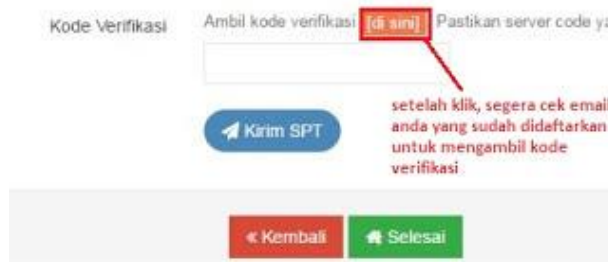 Kode Verifikasi
Ambil kode verifikasi [di sini] Pastikan server code ya
setelah klik, segera cek email
anda yang sudah didaftarkan
untuk mengambil kode
verifikasi
Kirim SPT
« Kembali
Selesai